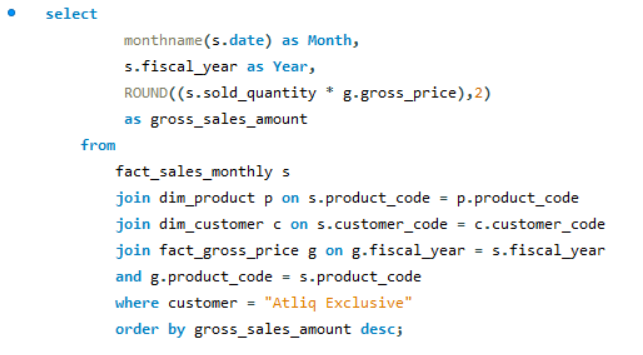 select
monthname(s.date) as Month,
s.fiscal_year as Year,
ROUND((s.sold_quantity * g.gross_price),2)
as gross_sales_amount
from
fact_sales_monthly s
join dim_product p on s.product_code = p.product_code
join dim_customer c on s.customer_code = c.customer_code
join fact_gross_price g on g.fiscal_year = s.fiscal_year
and g.product_code = s.product_code
where customer = "Atliq Exclusive"
order by gross_sales_amount desc;